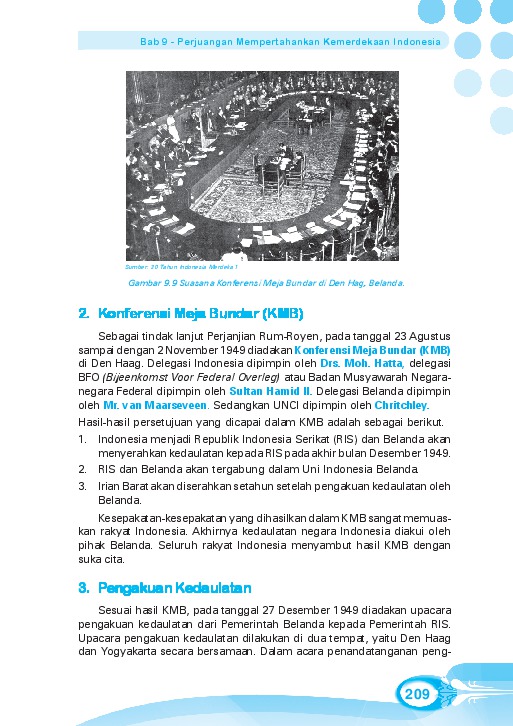 Bab 9 - Perjuangan Mempertahankan Kemerdekaan Indonesia
Sumber: 30 Tahun Indonesia Merdeka 1
Gambar 9.9 Suasana Konferensi Meja Bundar di Den Hag, Belanda.
2. Konferensi Meja Bundar (KMB)
Sebagai tindak lanjut Perjanjian Rum-Royen, pada tanggal 23 Agustus
sampai dengan 2 November 1949 diadakan Konferensi Meja Bundar (KMB)
di Den Haag. Delegasi Indonesia dipimpin oleh Drs. Moh. Hatta, delegasi
BFO (Bijeenkomst Voor Federal Overleg) atau Badan Musyawarah Negara-
negara Federal dipimpin oleh Sultan Hamid II. Delegasi Belanda dipimpin
oleh Mr. van Maarseveen. Sedangkan UNCI dipimpin oleh Chritchley.
Hasil-hasil persetujuan yang dicapai dalam KMB adalah sebagai berikut.
1. Indonesia menjadi Republik Indonesia Serikat (RIS) dan Belanda akan
menyerahkan kedaulatan kepada RIS pada akhir bulan Desember 1949.
2. RIS dan Belanda akan tergabung dalam Uni Indonesia Belanda.
3. Irian Barat akan diserahkan setahun setelah pengakuan kedaulatan oleh
Belanda.
Kesepakatan-kesepakatan yang dihasilkan dalam KMB sangat memuas-
kan rakyat Indonesia. Akhirnya kedaulatan negara Indonesia diakui oleh
pihak Belanda. Seluruh rakyat Indonesia menyambut hasil KMB dengan
suka cita.
3. Pengakuan Kedaulatan
Sesuai hasil KMB, pada tanggal 27 Desember 1949 diadakan upacara
pengakuan kedaulatan dari Pemerintah Belanda kepada Pemerintah RIS.
Upacara pengakuan kedaulatan dilakukan di dua tempat, yaitu Den Haag
dan Yogyakarta secara bersamaan. Dalam acara penandatanganan peng-
209